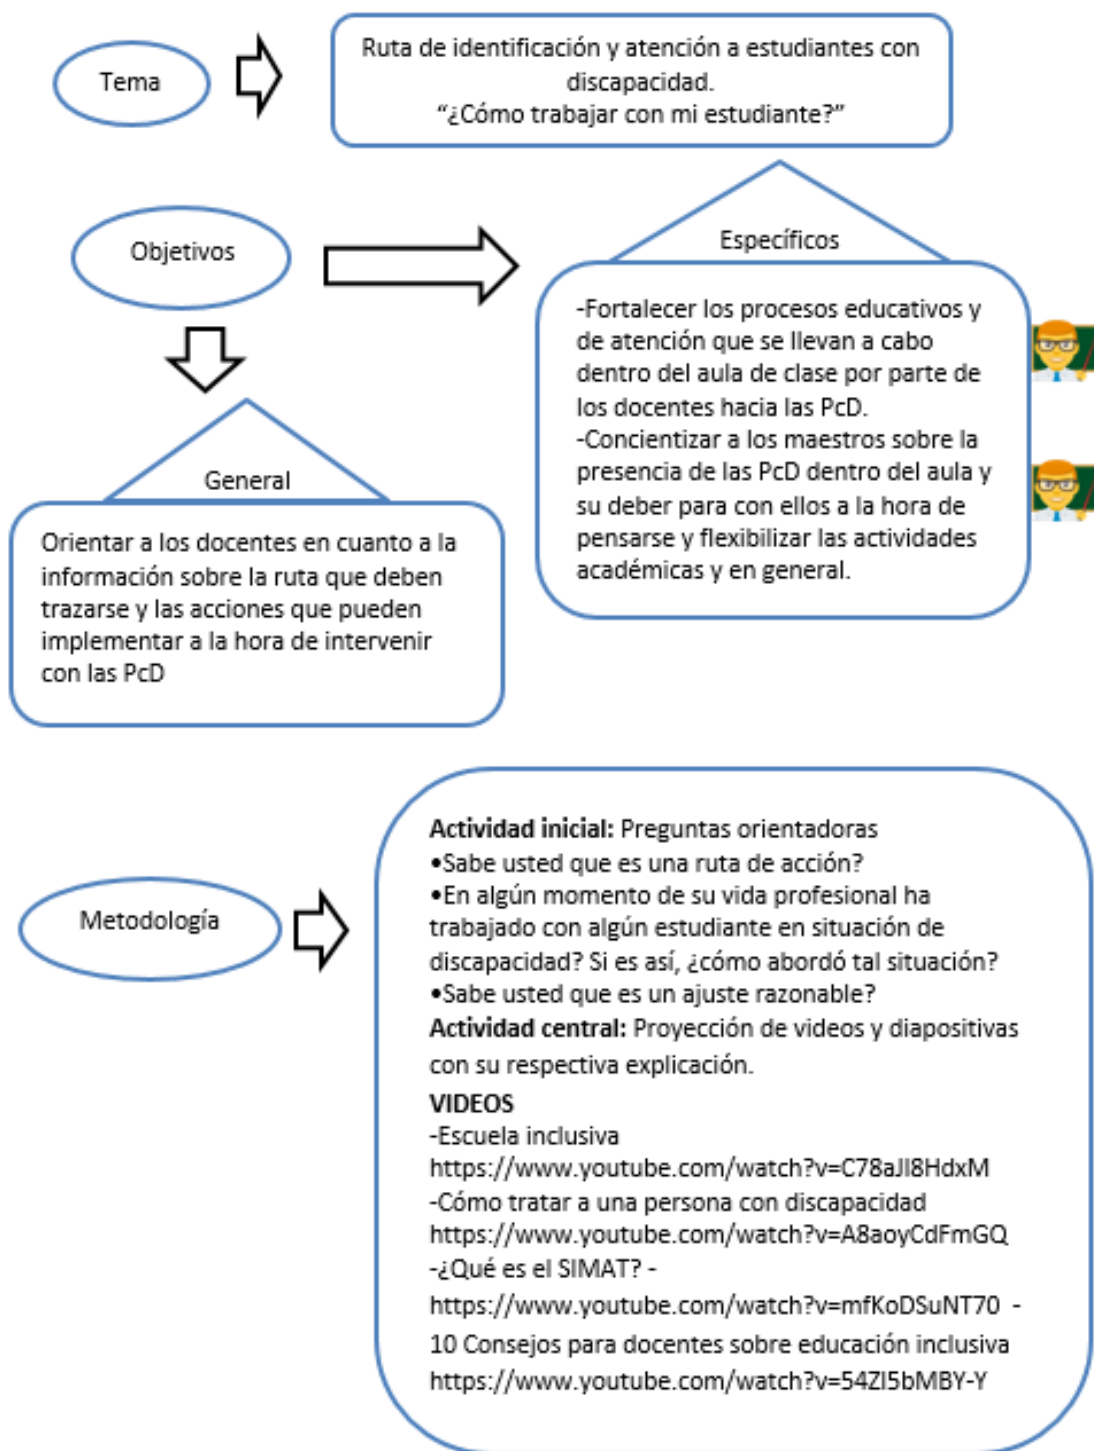 Tema
Ruta de identificación y atención a estudiantes con
discapacidad.
“¿Cómo trabajar con mi estudiante?”
Objetivos
Específicos
-Fortalecer los procesos educativos y
de atención que se llevan a cabo
dentro del aula de clase por parte de
los docentes hacia las PcD.
-Concientizar a los maestros sobre la
presencia de las PcD dentro del aula y
su deber para con ellos a la hora de
pensarse y flexibilizar las actividades
académicas y en general.
General
Orientar a los docentes en cuanto a la
información sobre la ruta que deben
trazarse y las acciones que pueden
implementar a la hora de intervenir
con las PcD
Metodología
Actividad inicial: Preguntas orientadoras
•Sabe usted que es una ruta de acción?
•En algún momento de su vida profesional ha
trabajado con algún estudiante en situación de
discapacidad? Si es así, ¿cómo abordó tal situación?
•Sabe usted que es un ajuste razonable?
Actividad central: Proyección de videos y diapositivas
con su respectiva explicación.
VIDEOS
-Escuela inclusiva
https://www.youtube.com/watch?v=C78aJI8HdxM
-Cómo tratar a una persona con discapacidad
https://www.youtube.com/watch?v=A8aoyCdFmGQ
-¿Qué es el SIMAT? -
https://www.youtube.com/watch?v=mfKoDSuNT70 -
10 Consejos para docentes sobre educación inclusiva
https://www.youtube.com/watch?v=54ZI5bMBY-Y